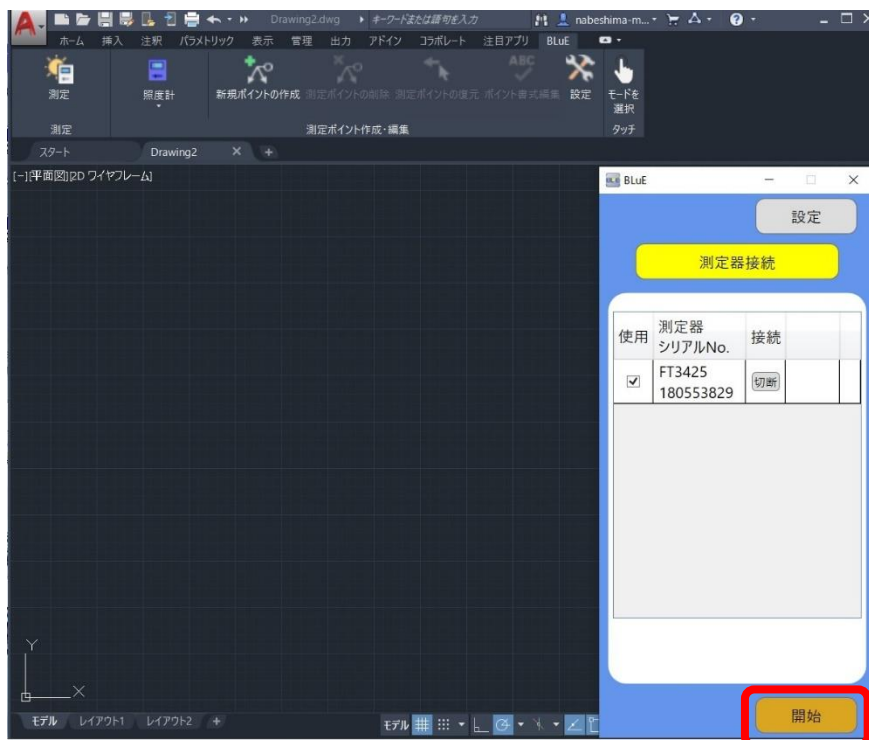 Drawing2.dwg
キーワードまたは語句を入力
nabeshima-m...
ホーム 挿入 注釈 パラメトリック 表示 管理 出力 アドイン コラボレート 注目アプリ BLuE
測定
照度計
新規ポイントの作成
測定ポイントの削除
測定ポイントの復元
ABC
ポイント書式編集
設定
モードを
選択
測定
測定ポイント作成・編集
タッチ
スタート Drawing2 × +
[−][平面図][2D ワイヤフレーム]
BLuE
設定
測定器接続
使用
測定器
シリアルNo.
接続
FT3425
180553829
切断
Y
X
開始
モデル レイアウト1 レイアウト2 +
モデル